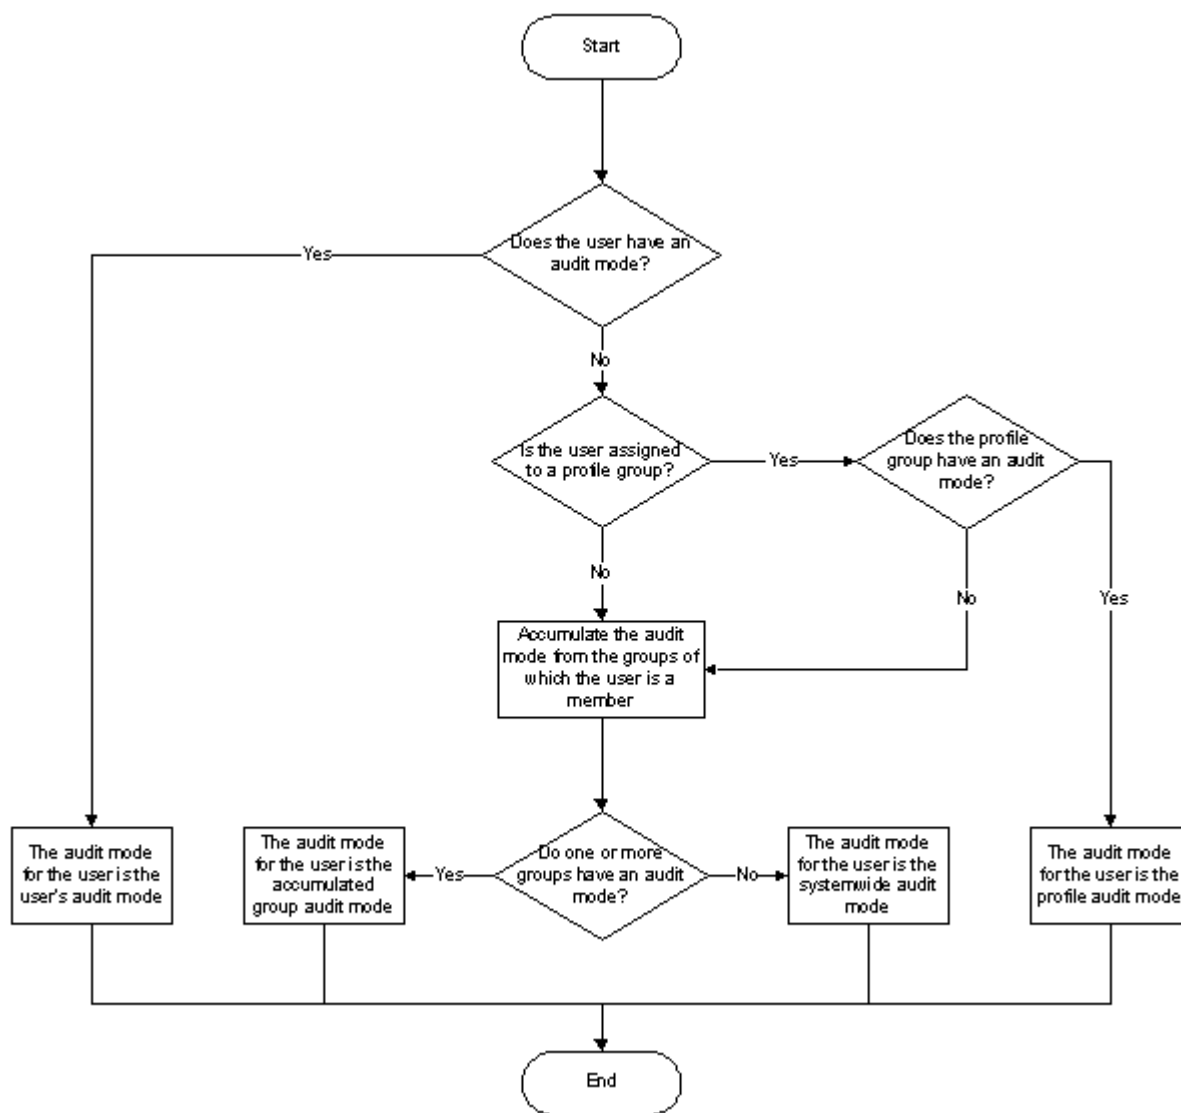 Start
Does the user have an
audit mode?
Yes
No
Is the user assigned
to a profile group?
Yes
Does the profile
group have an audit
mode?
No
No
Yes
Accumulate the audit
mode from the groups of
which the user is a
member
The audit mode
for the user is the
user's audit mode
The audit mode
for the user is the
accumulated
group audit mode
Yes
Do one or more
groups have an audit
mode?
No
The audit mode
for the user is the
systemwide audit
mode
The audit mode
for the user is the
profile audit mode
End